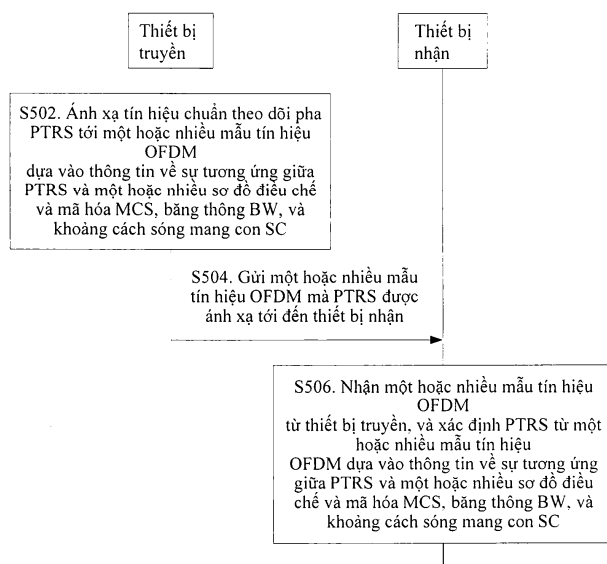 Thiết bị
truyền
Thiết bị
nhận
S502. Ánh xạ tín hiệu chuẩn theo dõi pha
PTRS tới một hoặc nhiều mẫu tín hiệu
OFDM
dựa vào thông tin về sự tương ứng giữa
PTRS và một hoặc nhiều sơ đồ điều chế
và mã hóa MCS, băng thông BW, và
khoảng cách sóng mang con SC
S504. Gửi một hoặc nhiều mẫu
tín hiệu OFDM mà PTRS được
ánh xạ tới đến thiết bị nhận
S506. Nhận một hoặc nhiều mẫu tín hiệu
OFDM
từ thiết bị truyền, và xác định PTRS từ một
hoặc nhiều mẫu tín hiệu
OFDM dựa vào thông tin về sự tương ứng
giữa PTRS và một hoặc nhiều sơ đồ điều
chế và mã hóa MCS, băng thông BW, và
khoảng cách sóng mang con SC